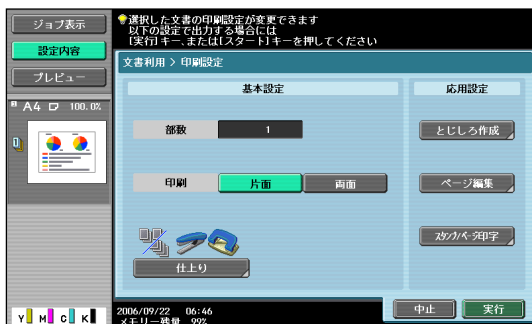 ジョブ表示
設定内容
プレビュー
A4 100.0%
選択した文書の印刷設定が変更できます
以下の設定で出力する場合には
[実行]キー、または[スタート]キーを押してください
文書利用 > 印刷設定
基本設定
応用設定
部数 1
とじしろ作成
印刷 片面 両面
ページ編集
スタンプ/ページ印字
仕上り
中止 実行
Y M C K
2006/09/22 06:46
メモリー残量 99%